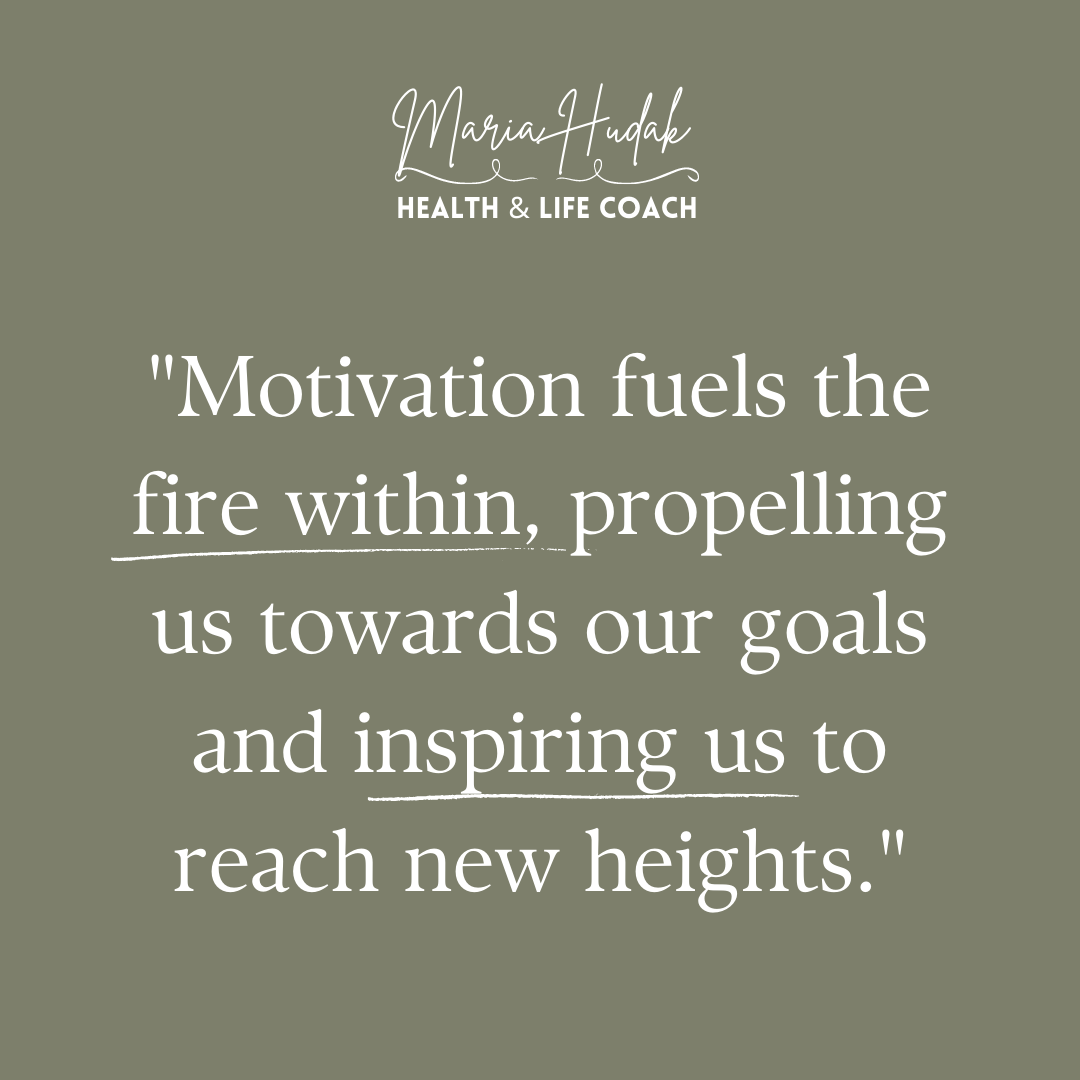 Maria Hudak
HEALTH & LIFE COACH
"Motivation fuels the
fire within, propelling
us towards our goals
and inspiring us to
reach new heights."